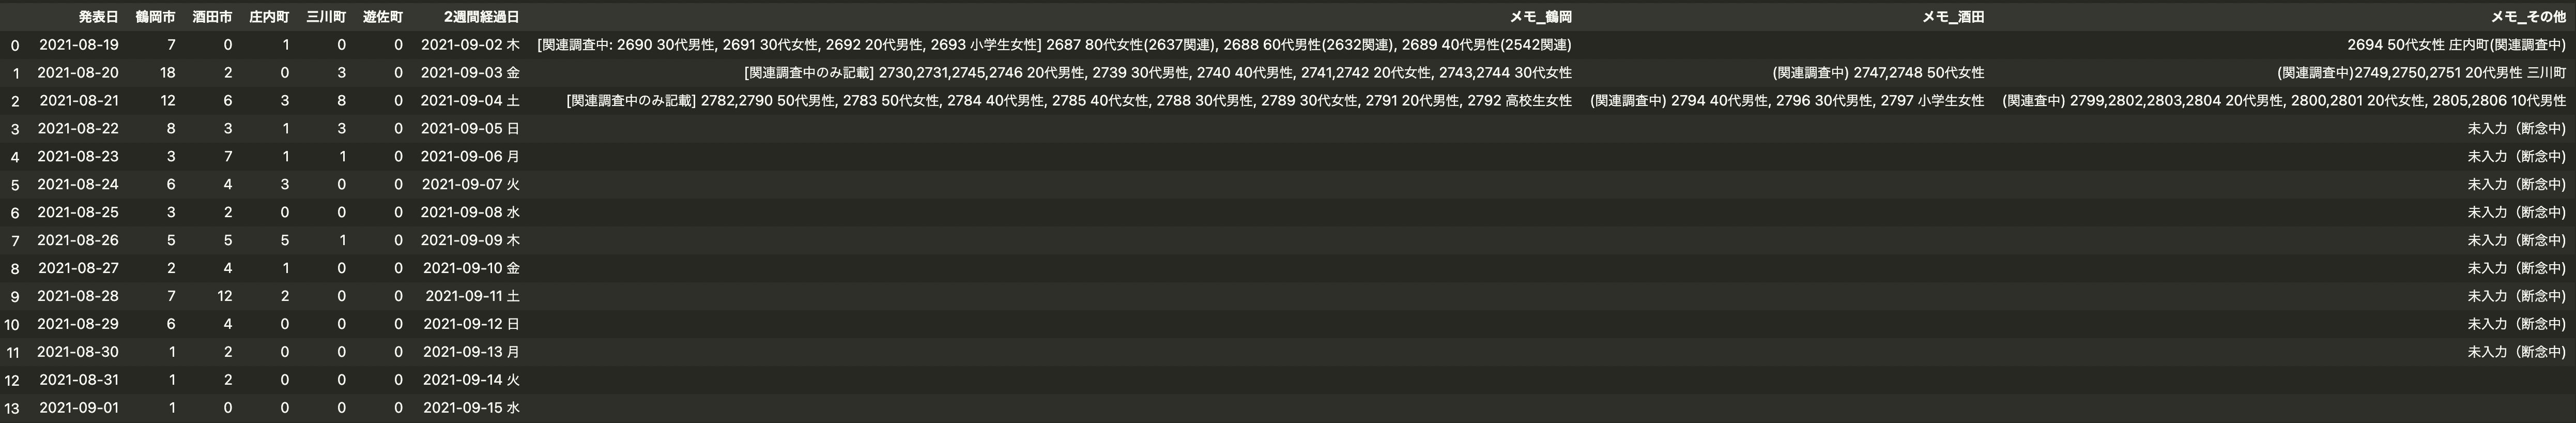 発表日 鶴岡市 酒田市 庄内町 三川町 遊佐町 2週間経過日 メモ_鶴岡 メモ_酒田 メモ_その他
0 2021-08-19 7 0 1 0 0 2021-09-02 木 [関連調査中: 2690 30代男性, 2691 30代女性, 2692 20代男性, 2693 小学生女性] 2687 80代女性(2637関連), 2688 60代男性(2632関連), 2689 40代男性(2542関連) 2694 50代女性 庄内町(関連調査中)
1 2021-08-20 18 2 0 3 0 2021-09-03 金 [関連調査中のみ記載] 2730,2731,2745,2746 20代男性, 2739 30代男性, 2740 40代男性, 2741,2742 20代女性, 2743,2744 30代女性 (関連調査中) 2747,2748 50代女性 (関連調査中)2749,2750,2751 20代男性 三川町
2 2021-08-21 12 6 3 8 0 2021-09-04 土 [関連調査中のみ記載] 2782,2790 50代男性, 2783 50代女性, 2784 40代男性, 2785 40代女性, 2788 30代男性, 2789 30代女性, 2791 20代男性, 2792 高校生女性 (関連調査中) 2794 40代男性, 2796 30代男性, 2797 小学生女性 (関連調査中) 2799,2802,2803,2804 20代男性, 2800,2801 20代女性, 2805,2806 10代男性
3 2021-08-22 8 3 1 3 0 2021-09-05 日 未入力（断念中)
4 2021-08-23 3 7 1 1 0 2021-09-06 月 未入力（断念中)
5 2021-08-24 6 4 3 0 0 2021-09-07 火 未入力（断念中)
6 2021-08-25 3 2 0 0 0 2021-09-08 水 未入力（断念中)
7 2021-08-26 5 5 5 1 0 2021-09-09 木 未入力（断念中)
8 2021-08-27 2 4 1 0 0 2021-09-10 金 未入力（断念中)
9 2021-08-28 7 12 2 0 0 2021-09-11 土 未入力（断念中)
10 2021-08-29 6 4 0 0 0 2021-09-12 日 未入力（断念中)
11 2021-08-30 1 2 0 0 0 2021-09-13 月 未入力（断念中)
12 2021-08-31 1 2 0 0 0 2021-09-14 火
13 2021-09-01 1 0 0 0 0 2021-09-15 水